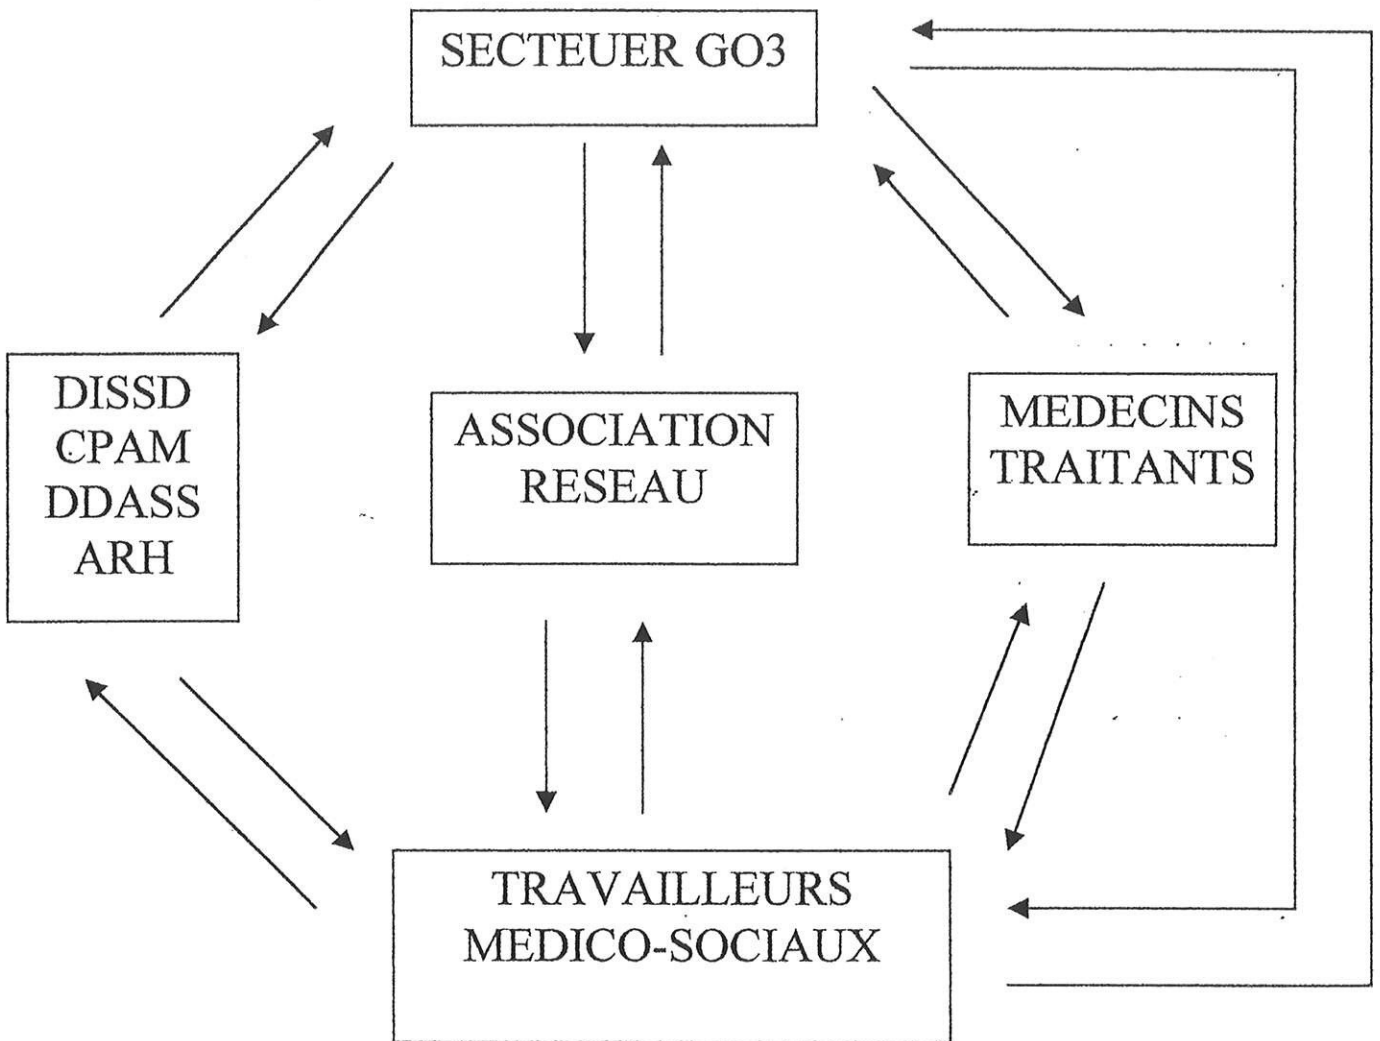 SECTEUER GO3
DISSD
CPAM
DDASS
ARH
ASSOCIATION
RESEAU
MEDECINS
TRAITANTS
TRAVAILLEURS
MEDICO-SOCIAUX